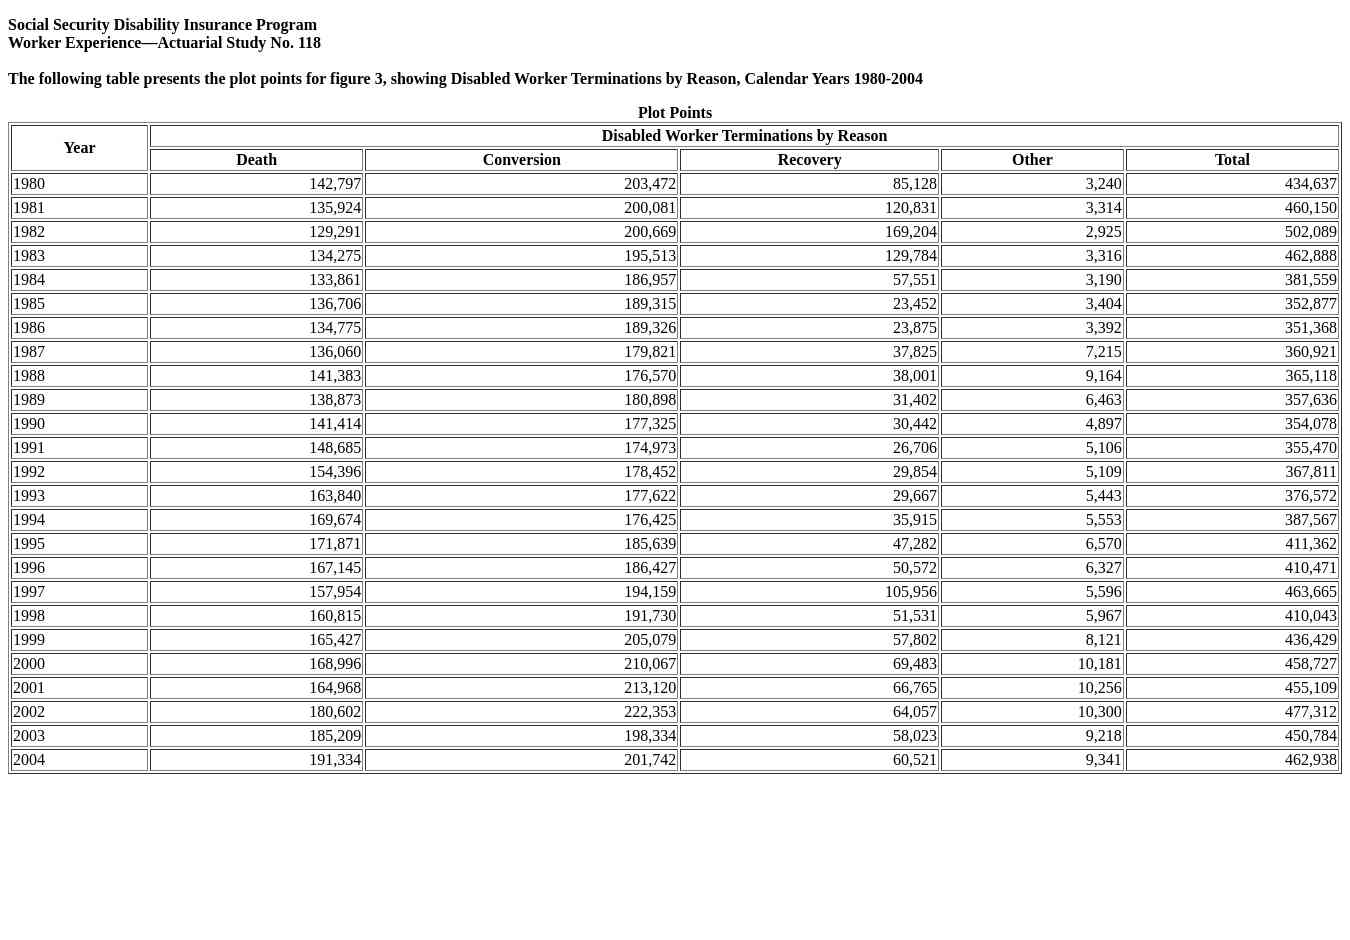 Social Security Disability Insurance Program
Worker Experience—Actuarial Study No. 118
The following table presents the plot points for figure 3, showing Disabled Worker Terminations by Reason, Calendar Years 1980-2004
Plot Points
Year Disabled Worker Terminations by Reason
Death Conversion Recovery Other Total
1980 142,797 203,472 85,128 3,240 434,637
1981 135,924 200,081 120,831 3,314 460,150
1982 129,291 200,669 169,204 2,925 502,089
1983 134,275 195,513 129,784 3,316 462,888
1984 133,861 186,957 57,551 3,190 381,559
1985 136,706 189,315 23,452 3,404 352,877
1986 134,775 189,326 23,875 3,392 351,368
1987 136,060 179,821 37,825 7,215 360,921
1988 141,383 176,570 38,001 9,164 365,118
1989 138,873 180,898 31,402 6,463 357,636
1990 141,414 177,325 30,442 4,897 354,078
1991 148,685 174,973 26,706 5,106 355,470
1992 154,396 178,452 29,854 5,109 367,811
1993 163,840 177,622 29,667 5,443 376,572
1994 169,674 176,425 35,915 5,553 387,567
1995 171,871 185,639 47,282 6,570 411,362
1996 167,145 186,427 50,572 6,327 410,471
1997 157,954 194,159 105,956 5,596 463,665
1998 160,815 191,730 51,531 5,967 410,043
1999 165,427 205,079 57,802 8,121 436,429
2000 168,996 210,067 69,483 10,181 458,727
2001 164,968 213,120 66,765 10,256 455,109
2002 180,602 222,353 64,057 10,300 477,312
2003 185,209 198,334 58,023 9,218 450,784
2004 191,334 201,742 60,521 9,341 462,938